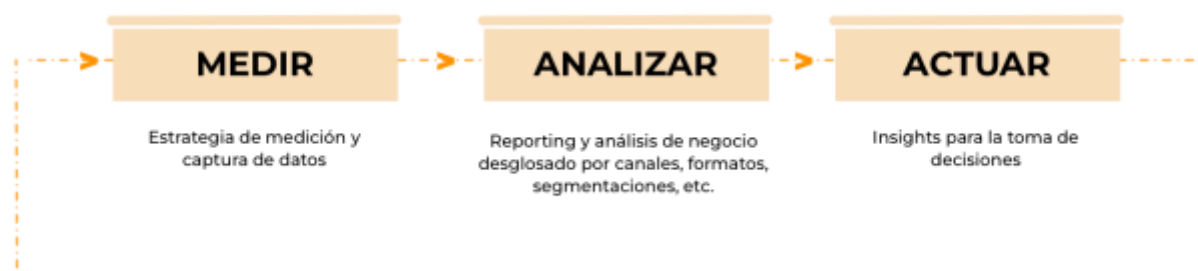 MEDIR
Estrategia de medición y
captura de datos
ANALIZAR
Reporting y análisis de negocio
desglosado por canales, formatos,
segmentaciones, etc.
ACTUAR
Insights para la toma de
decisiones